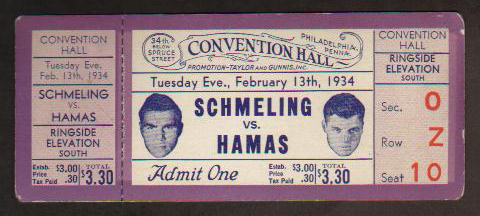 CONVENTION
HALL
Tuesday Eve.
Feb. 13th, 1934
SCHMELING
vs.
HAMAS
RINGSIDE
ELEVATION
SOUTH
Estab. Price $3.00
Tax Paid .30
TOTAL
$3.30
34th
BELOW
SPRUCE
STREET
PHILADELPHIA
PENNA.
CONVENTION HALL
PROMOTION-TAYLOR AND GUNNIS, INC.
Tuesday Eve., February 13th, 1934
SCHMELING
VS.
HAMAS
Admit One
Estab. Price $3.00
Tax Paid .30
TOTAL
$3.30
CONVENTION
HALL
RINGSIDE
ELEVATION
SOUTH
Sec. O
Row Z
Seat 10